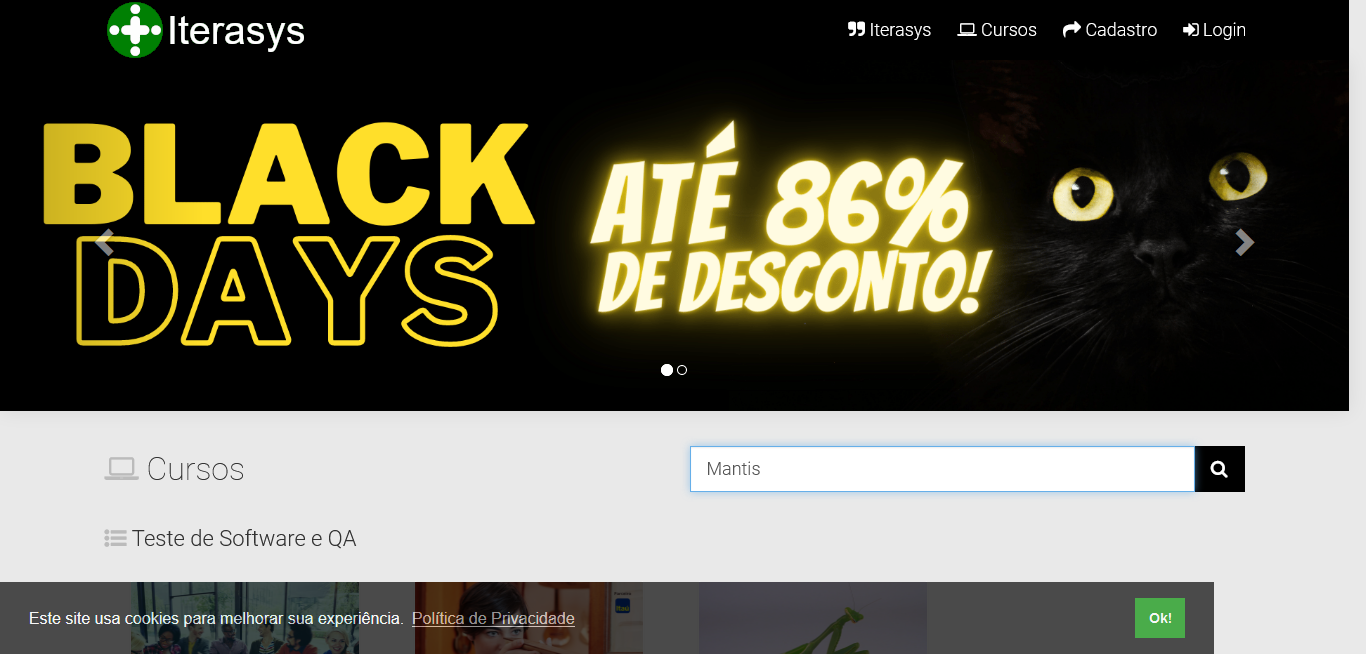 Iterasys
Iterasys Cursos Cadastro Login
BLACK
DAYS
ATÉ 86%
DE DESCONTO!
Cursos
Mantis
Teste de Software e QA
Este site usa cookies para melhorar sua experiência. Política de Privacidade
Ok!